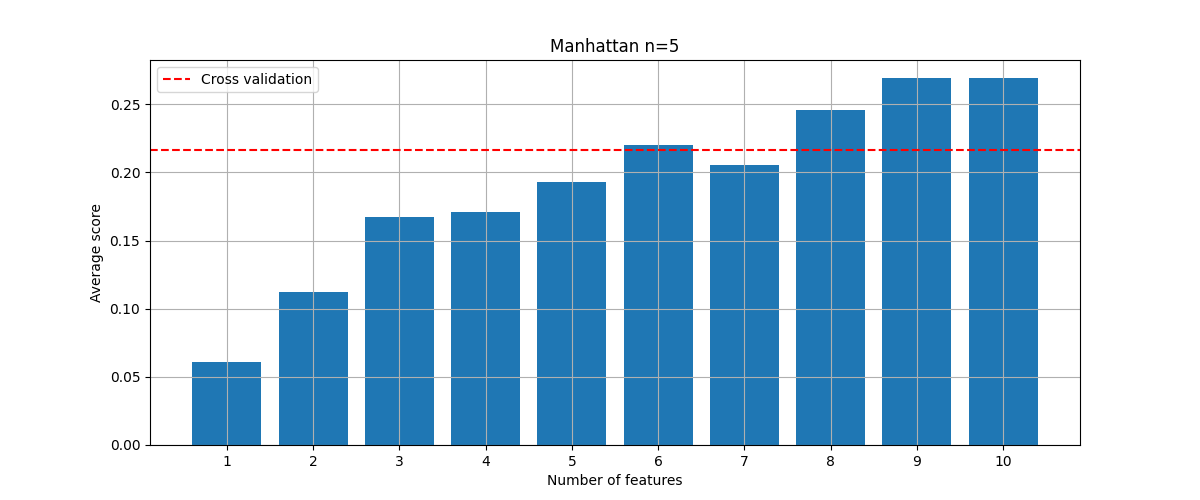 Manhattan n=5
Cross validation
Average score
0.25
0.20
0.15
0.10
0.05
0.00
1 2 3 4 5 6 7 8 9 10
Number of features